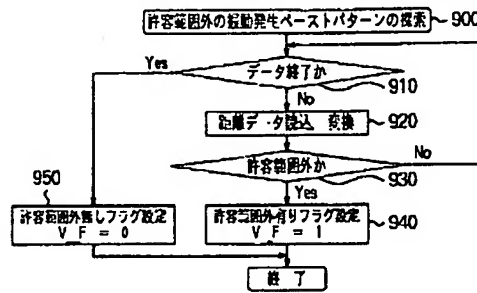 許容範囲外の振動発生ペーストパターンの探索
900
Yes
データ終了か
910
No
距離データ読込 変換
920
許容範囲外か
No
930
950
Yes
許容範囲外無しフラグ設定
V_F = 0
許容範囲外有りフラグ設定
V_F = 1
940
終了